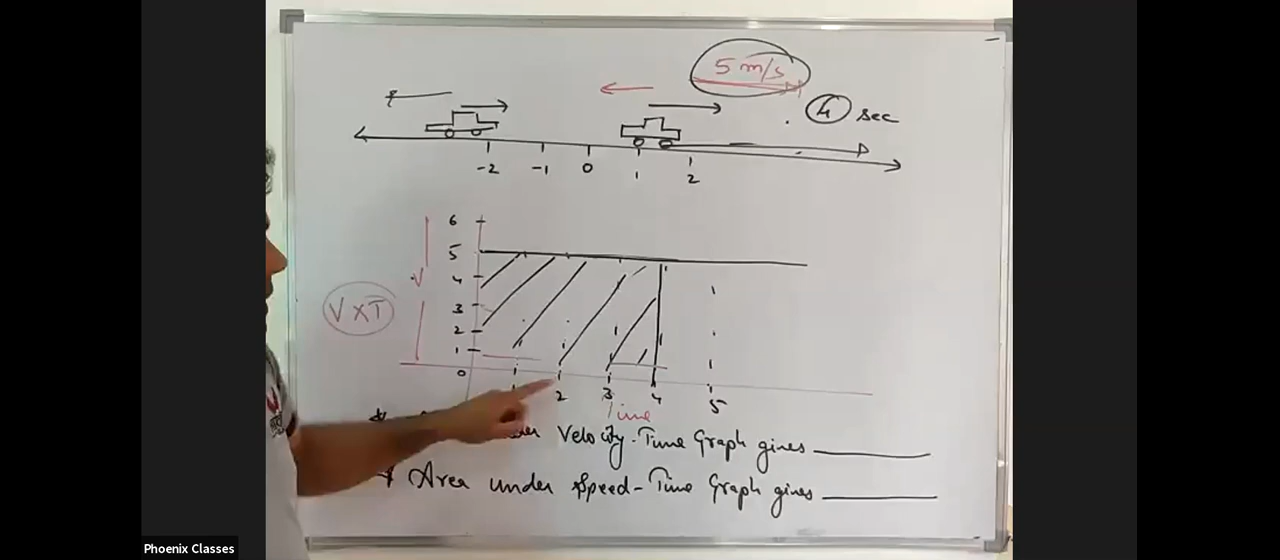 5 m/s
4 sec
-2 -1 0 1 2
6
5
4
V
3
V X T
2
1
0
2 3 4 5
Time
Velocity-Time Graph gives
* Area under Speed-Time Graph gives
Phoenix Classes